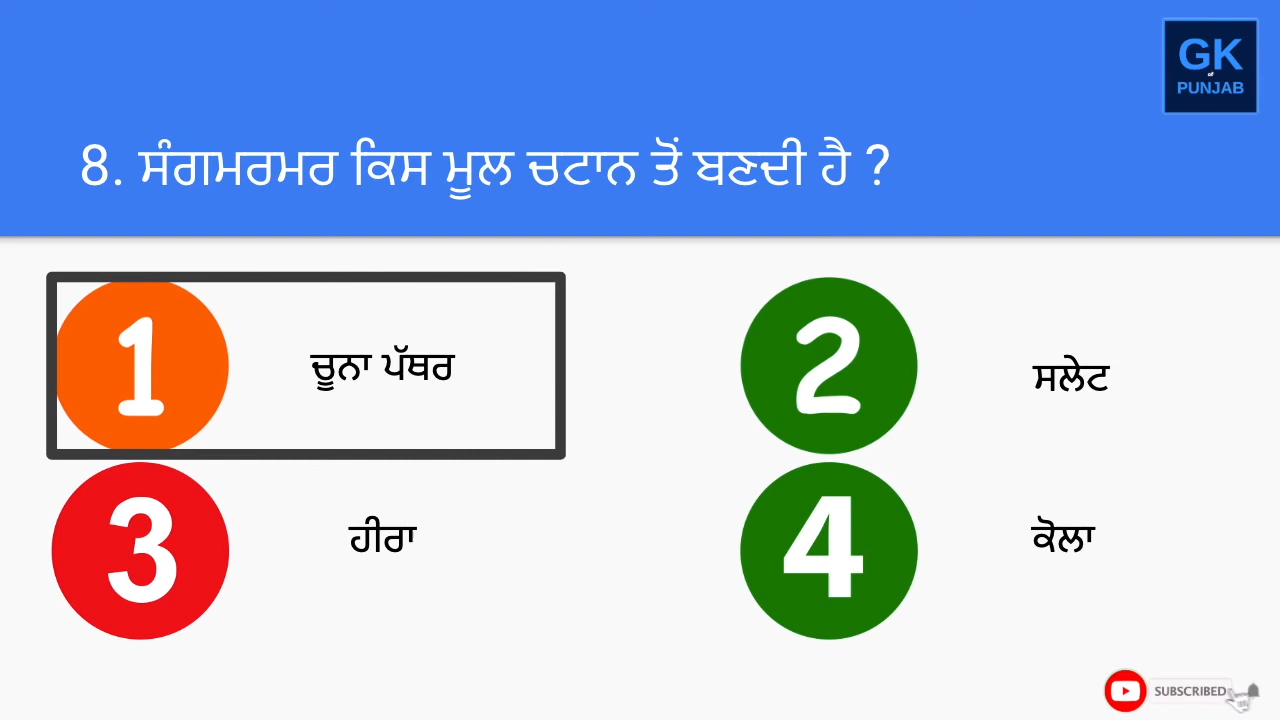 GK
of
PUNJAB
8. ਸੰਗਮਰਮਰ ਕਿਸ ਮੂਲ ਚਟਾਨ ਤੋਂ ਬਣਦੀ ਹੈ ?
1 ਚੂਨਾ ਪੱਥਰ
2 ਸਲੇਟ
3 ਹੀਰਾ
4 ਕੋਲਾ
SUBSCRIBED